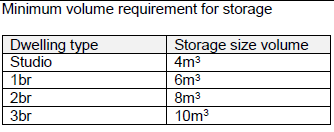 Minimum volume requirement for storage
Dwelling type Storage size volume
Studio 4m³
1br 6m³
2br 8m³
3br 10m³